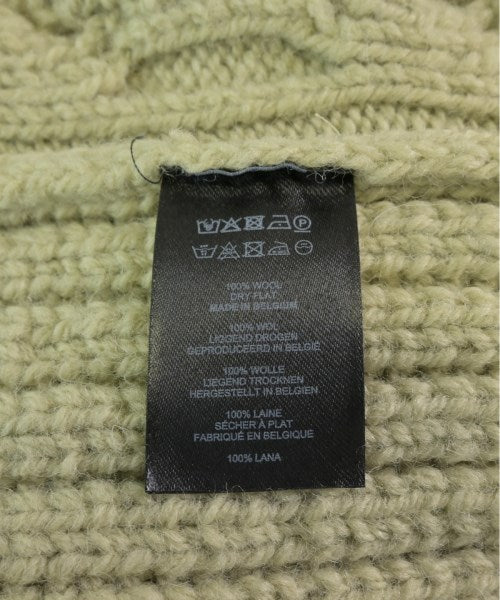 100% WOOL
DRY FLAT
MADE IN BELGIUM
100% WOL
LIGGEND DROGEN
GEPRODUCEERD IN BELGIË
100% WOLLE
LIEGEND TROCKNEN
HERGESTELLT IN BELGIEN
100% LAINE
SÉCHER À PLAT
FABRIQUÉ EN BELGIQUE
100% LANA